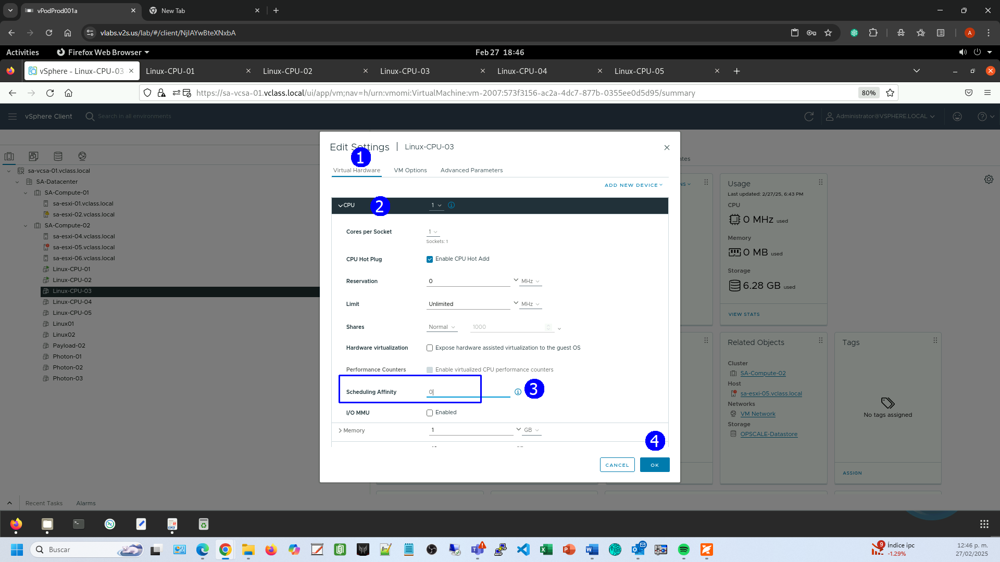 vPodProd001a
New Tab
vlabs.v2s.us/lab/#/client/NjIAYwBteXNxbA
A
Activities
Firefox Web Browser
Feb 27 18:46
vSphere - Linux-CPU-03
Linux-CPU-01
Linux-CPU-02
Linux-CPU-03
Linux-CPU-04
Linux-CPU-05
https://sa-vcsa-01.vclass.local/ui/app/vm;nav=h/urn:vmomi:VirtualMachine:vm-2007:573f3156-ac2a-4dc7-877b-0355ee0d5d95/summary
80%
vSphere Client
Search in all environments
Administrator@VSPHERE.LOCAL
sa-vcsa-01.vclass.local
SA-Datacenter
SA-Compute-01
sa-esxi-01.vclass.local
sa-esxi-02.vclass.local
SA-Compute-02
sa-esxi-04.vclass.local
sa-esxi-05.vclass.local
sa-esxi-06.vclass.local
Linux-CPU-01
Linux-CPU-02
Linux-CPU-03
Linux-CPU-04
Linux-CPU-05
Linux01
Linux02
Payload-02
Photon-01
Photon-02
Photon-03
Edit Settings | Linux-CPU-03
1
Virtual Hardware
VM Options
Advanced Parameters
ADD NEW DEVICE
CPU
2
1
Cores per Socket
1
Sockets: 1
CPU Hot Plug
Enable CPU Hot Add
Reservation
0
MHz
Limit
Unlimited
MHz
Shares
Normal
1000
Hardware virtualization
Expose hardware assisted virtualization to the guest OS
Performance Counters
Enable virtualized CPU performance counters
Scheduling Affinity
0
3
I/O MMU
Enabled
Memory
1
GB
4
CANCEL
OK
Usage
Last updated: 2/27/25, 6:43 PM
CPU
0 MHz used
Memory
0 MB used
Storage
6.28 GB used
VIEW STATS
Related Objects
Cluster
SA-Compute-02
Host
sa-esxi-05.vclass.local
Networks
VM Network
Storage
OPSCALE-Datastore
Tags
No tags assigned
ASSIGN
Recent Tasks
Alarms
Buscar
9
Índice ipc
-1.29%
12:46 p. m.
27/02/2025